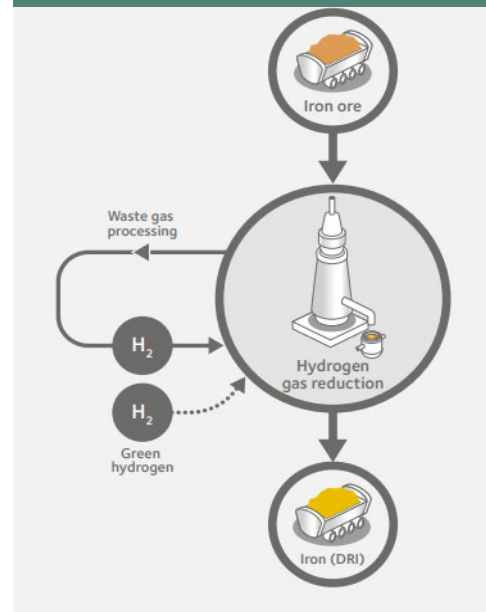 Iron ore
Waste gas
processing
H₂
Hydrogen
gas reduction
H₂
Green
hydrogen
Iron (DRI)